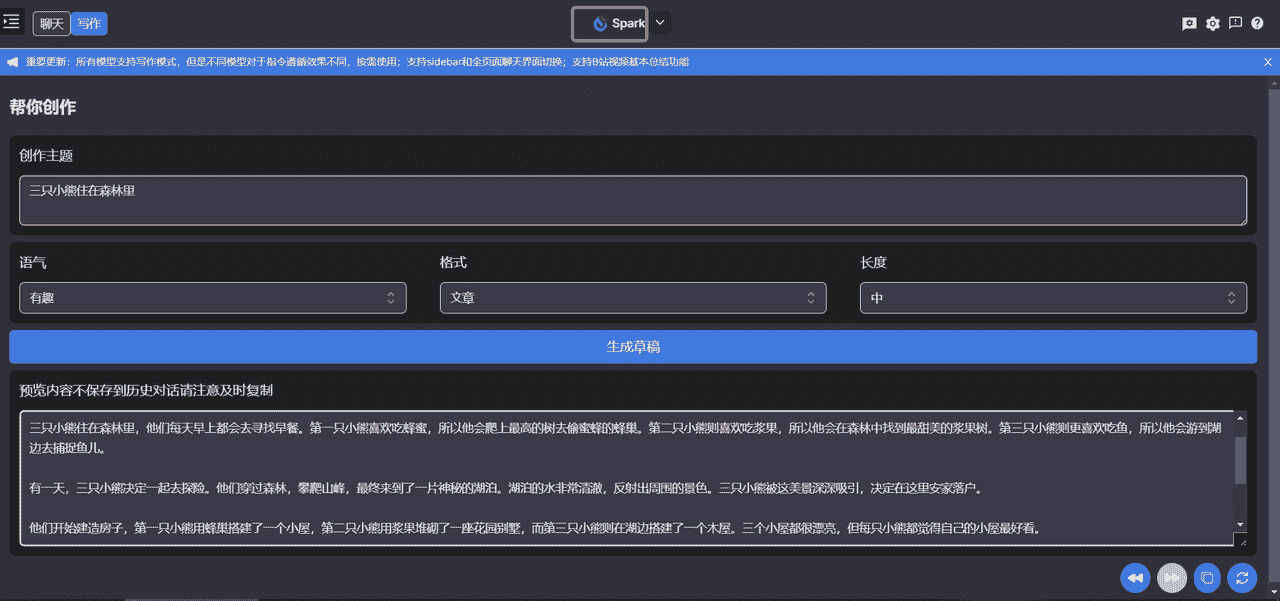 聊天 写作
Spark
重要更新：所有模型支持写作模式，但是不同模型对于指令遵循效果不同，按需使用；支持sidebar和全页面聊天界面切换；支持B站视频基本总结功能
帮你创作
创作主题
三只小熊住在森林里
语气 格式 长度
有趣 文章 中
生成草稿
预览内容不保存到历史对话请注意及时复制
三只小熊住在森林里，他们每天早上都会去寻找早餐。第一只小熊喜欢吃蜂蜜，所以他会爬上最高的树去偷蜜蜂的蜂巢。第二只小熊则喜欢吃浆果，所以他会在森林中找到最甜美的浆果树。第三只小熊则更喜欢吃鱼，所以他会游到湖
边去捕捉鱼儿。
有一天，三只小熊决定一起去探险。他们穿过森林，攀爬山峰，最终来到了一片神秘的湖泊。湖泊的水非常清澈，反射出周围的景色。三只小熊被这美景深深吸引，决定在这里安家落户。
他们开始建造房子，第一只小熊用蜂巢搭建了一个小屋，第二只小熊用浆果堆砌了一座花园别墅，而第三只小熊则在湖边搭建了一个木屋。三个小屋都很漂亮，但每只小熊都觉得自己的小屋最好看。